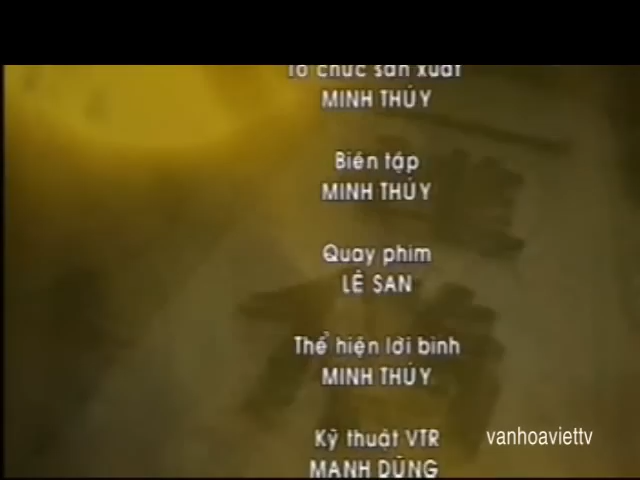 Tổ chức sản xuất
MINH THÚY
Biên tập
MINH THÚY
Quay phim
LÊ SAN
Thể hiện lời bình
MINH THÚY
Kỹ thuật VTR
MẠNH DŨNG
vanhoaviettv